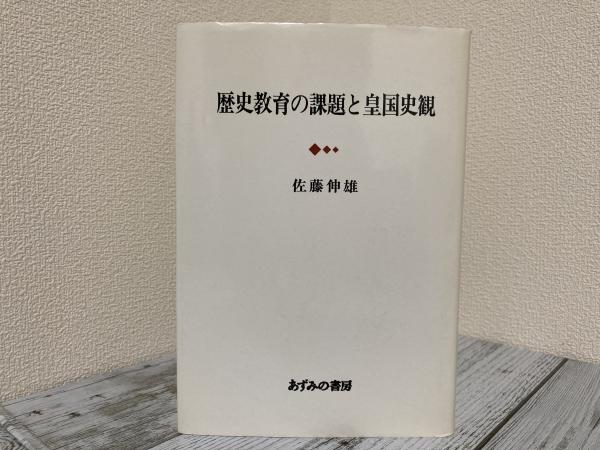 歴史教育の課題と皇国史観
佐藤伸雄
あずみの書房